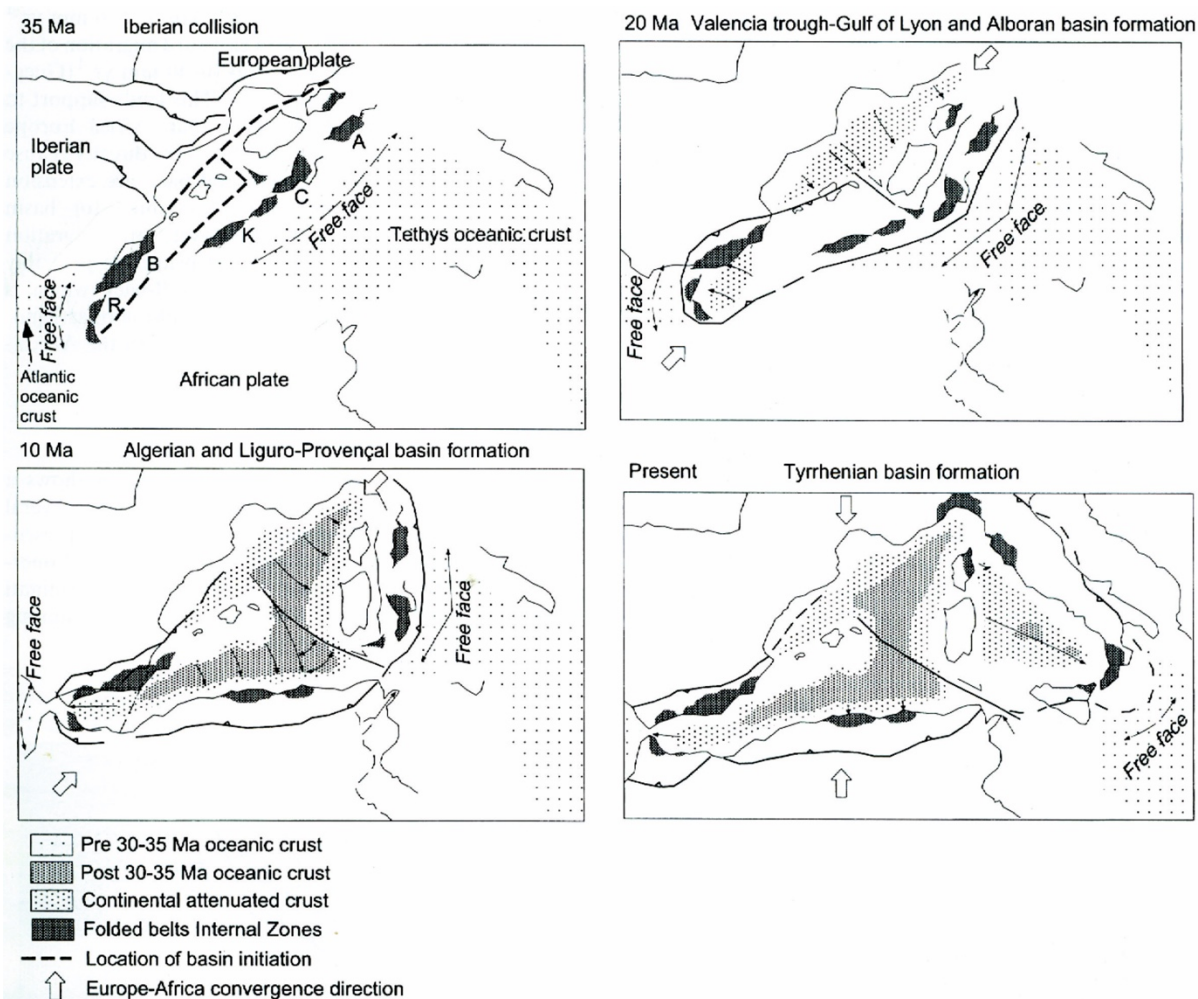 35 Ma Iberian collision
European plate
Iberian plate
A
C
K
B
R
Free face
Tethys oceanic crust
Free face
Atlantic oceanic crust
African plate
20 Ma Valencia trough-Gulf of Lyon and Alboran basin formation
Free face
Free face
10 Ma Algerian and Liguro-Provençal basin formation
Free face
Free face
Present Tyrrhenian basin formation
Free face
Pre 30-35 Ma oceanic crust
Post 30-35 Ma oceanic crust
Continental attenuated crust
Folded belts Internal Zones
Location of basin initiation
Europe-Africa convergence direction